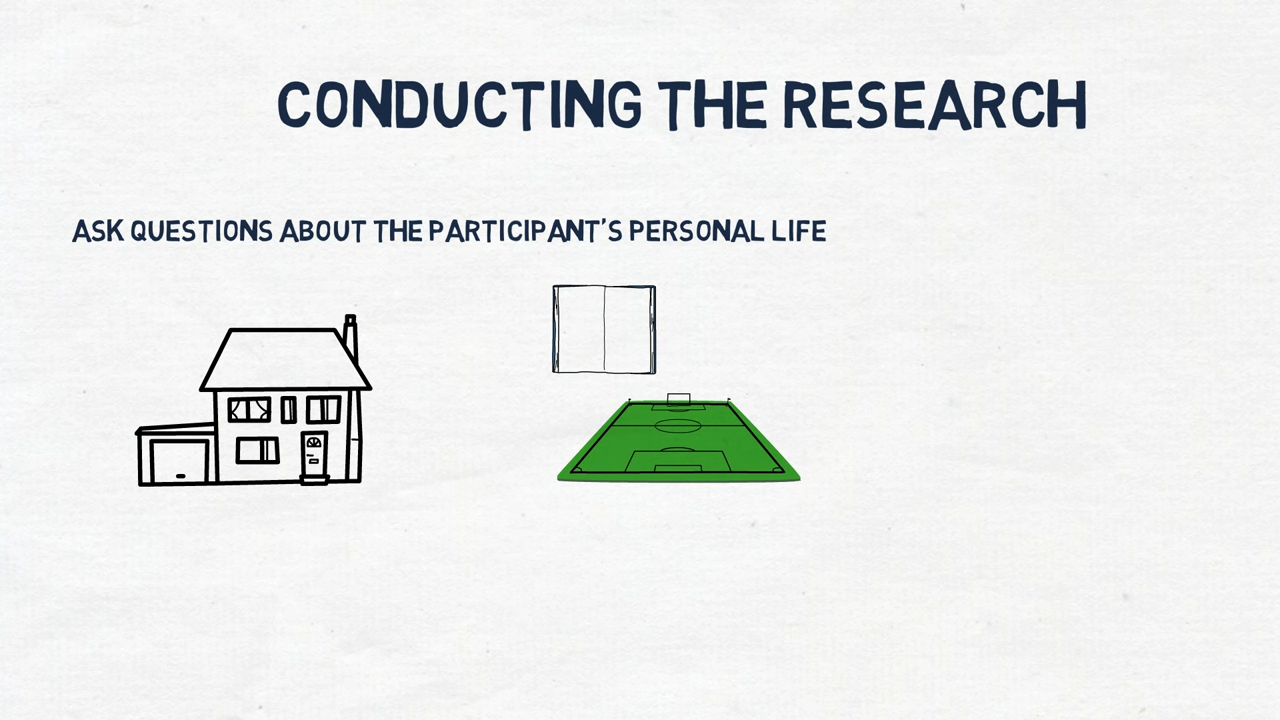 CONDUCTING THE RESEARCH
ASK QUESTIONS ABOUT THE PARTICIPANT'S PERSONAL LIFE